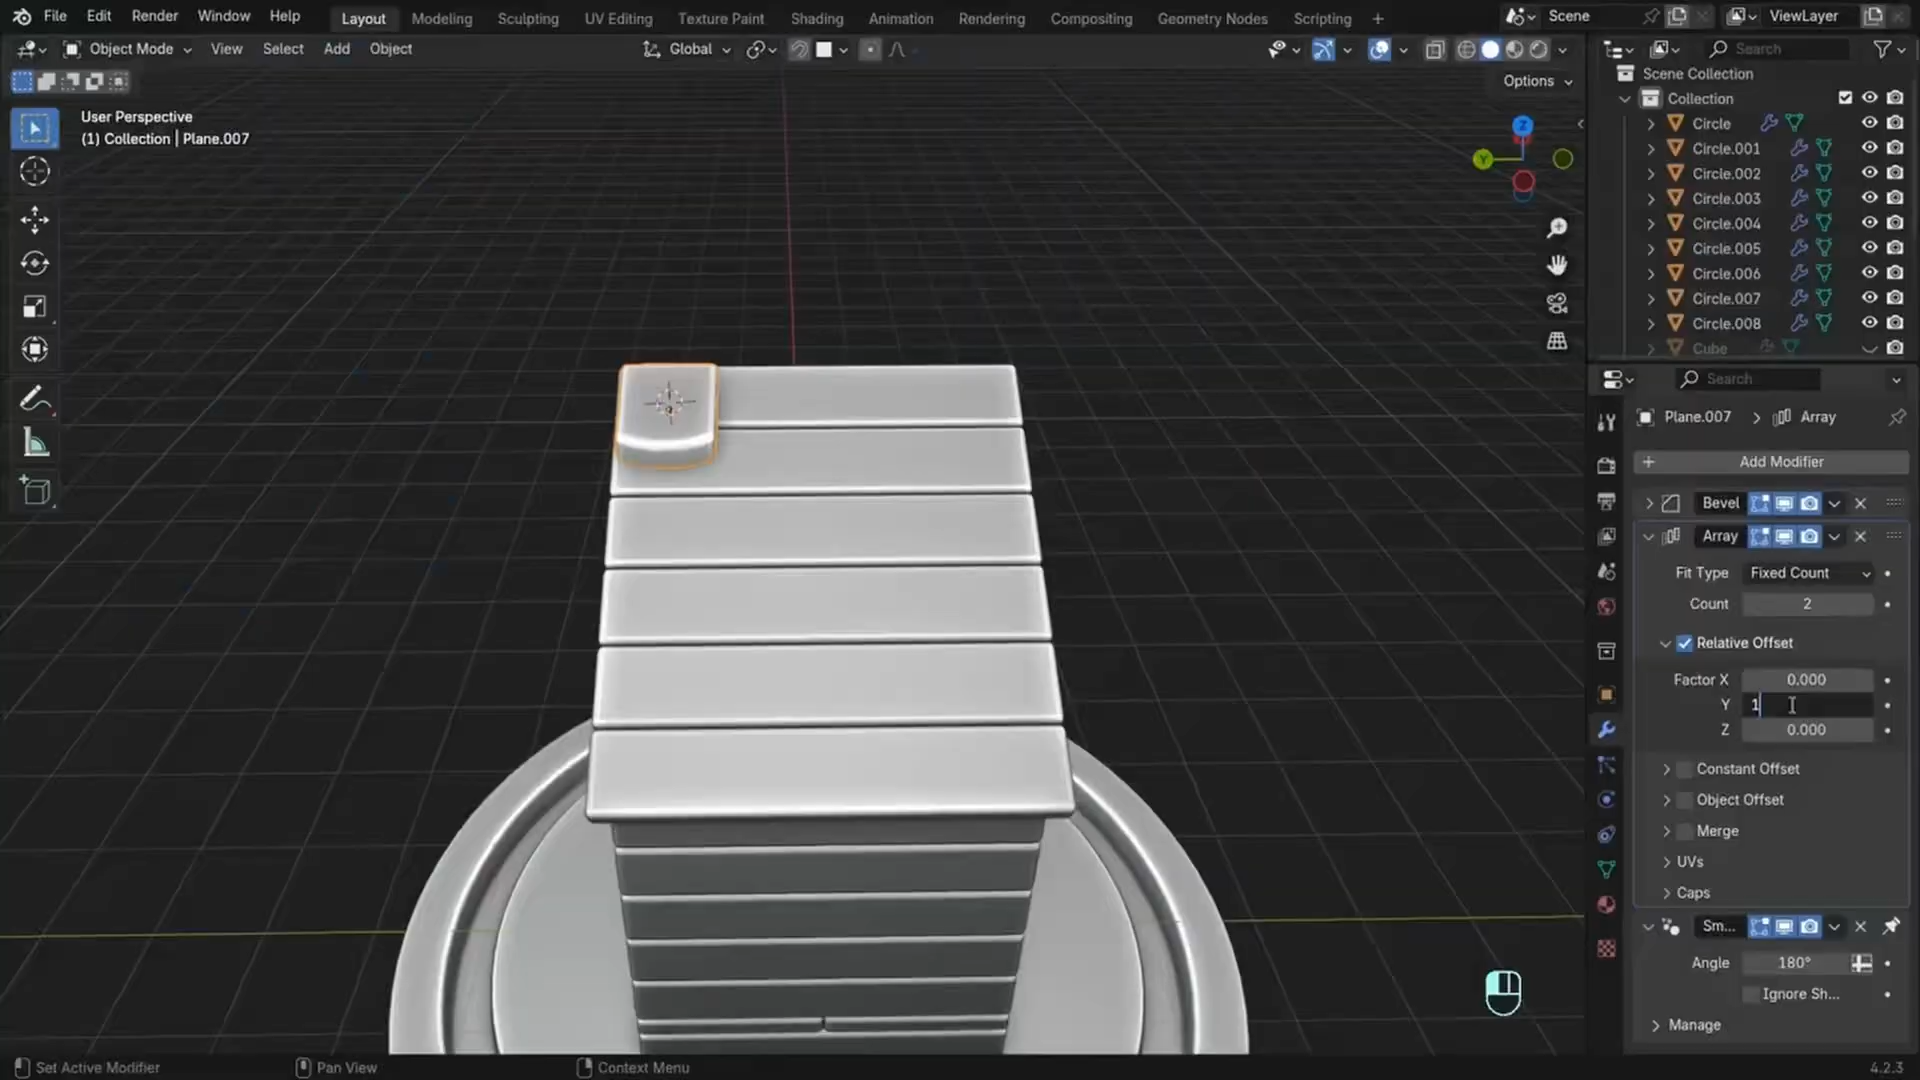 File Edit Render Window Help Layout Modeling Sculpting UV Editing Texture Paint Shading Animation Rendering Compositing Geometry Nodes Scripting + Scene ViewLayer
Object Mode View Select Add Object Global Search
Options
User Perspective
(1) Collection | Plane.007
Scene Collection
Collection
Circle
Circle.001
Circle.002
Circle.003
Circle.004
Circle.005
Circle.006
Circle.007
Circle.008
Cube
Z
Y
Search
Plane.007 > Array
+ Add Modifier
Bevel
Array
Fit Type Fixed Count
Count 2
Relative Offset
Factor X 0.000
Y 1
Z 0.000
Constant Offset
Object Offset
Merge
UVs
Caps
Sm...
Angle 180°
Ignore Sh...
Manage
Set Active Modifier Pan View Context Menu 4.2.3